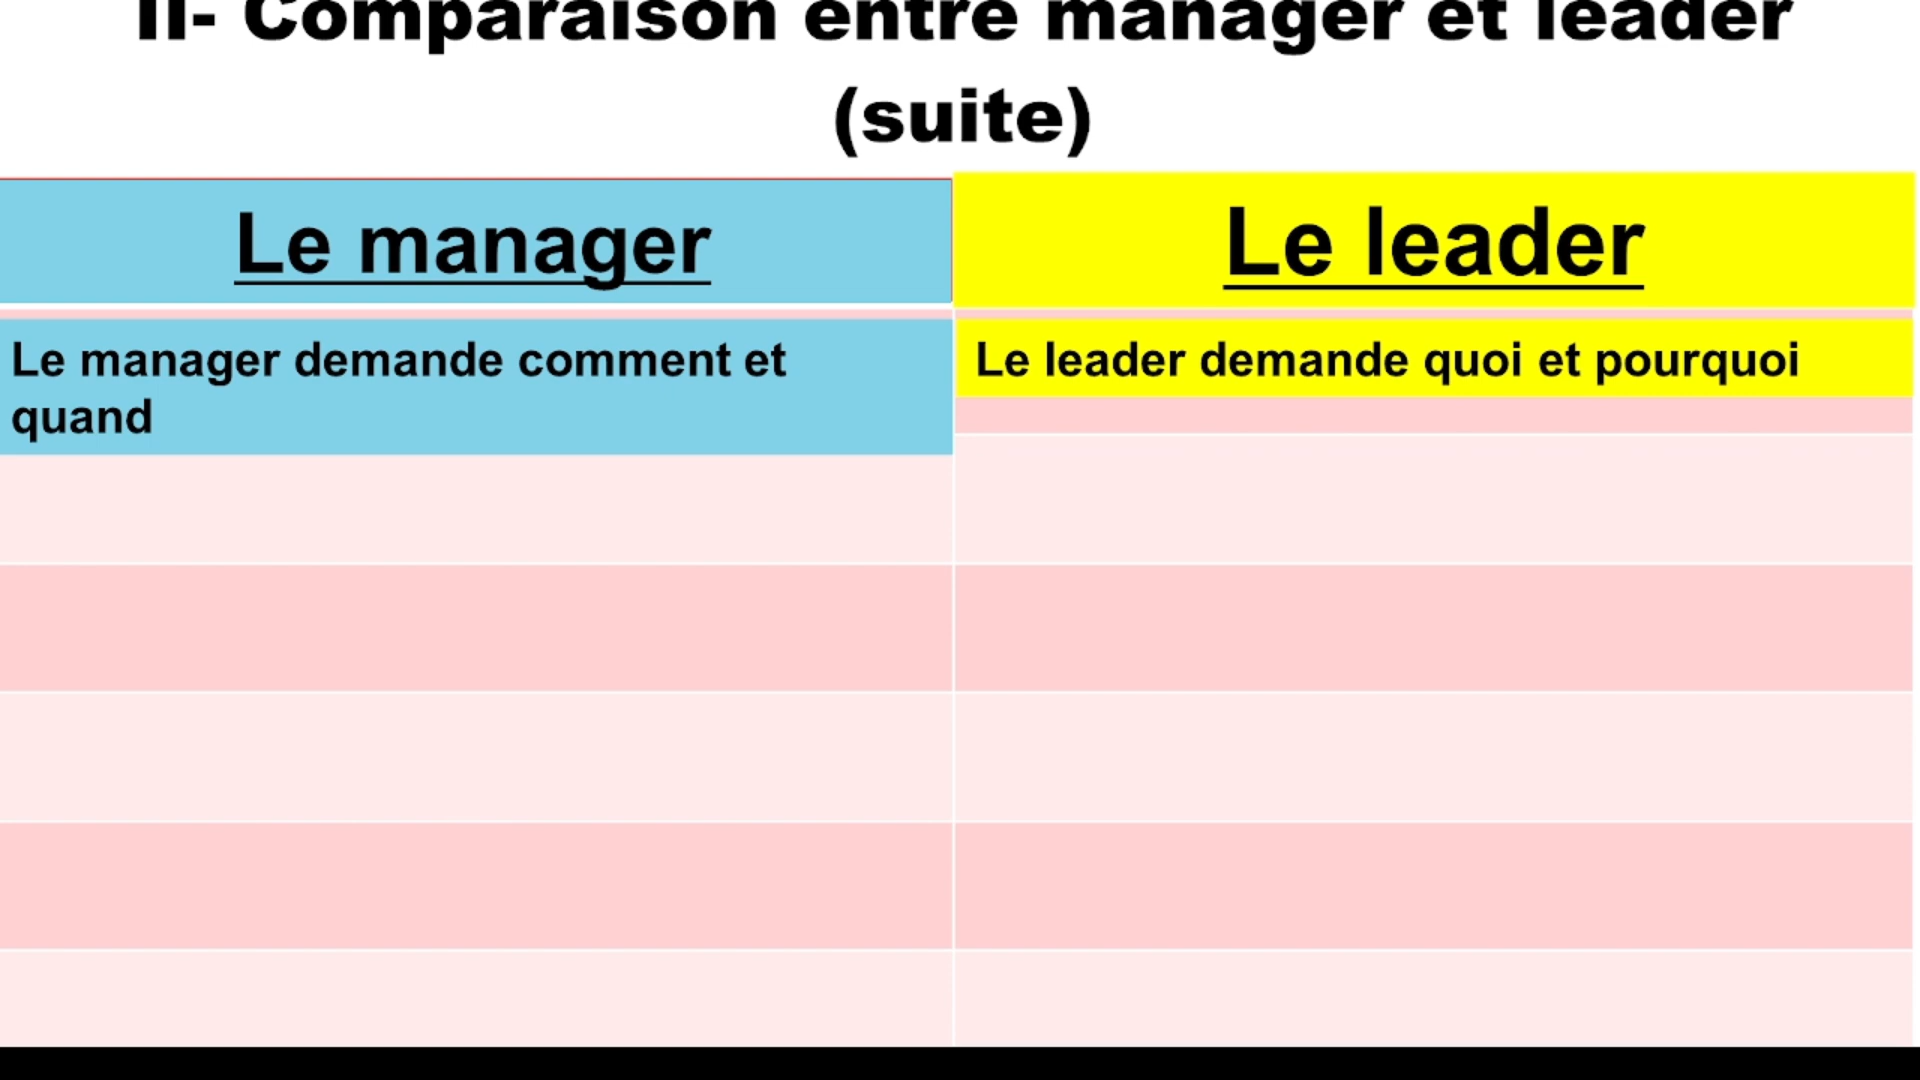 II- Comparaison entre manager et leader
(suite)
Le manager
Le leader
Le manager demande comment et
quand
Le leader demande quoi et pourquoi